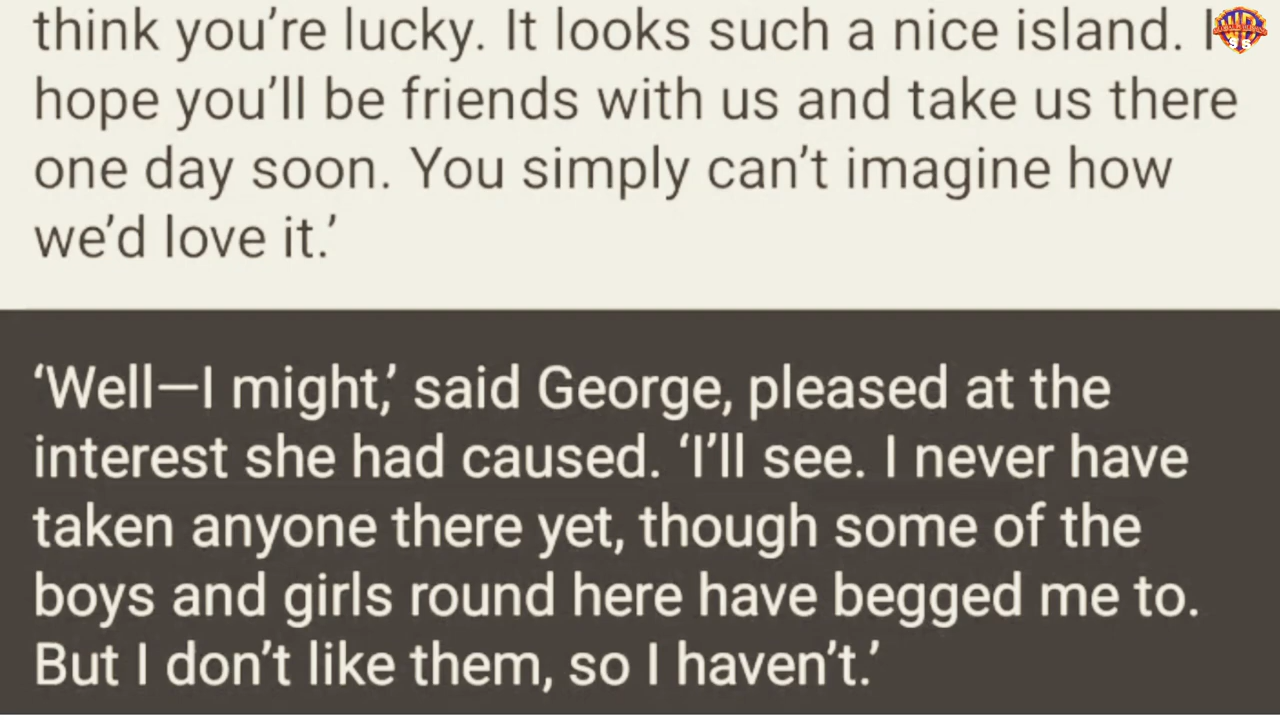 think you’re lucky. It looks such a nice island. I
hope you’ll be friends with us and take us there
one day soon. You simply can’t imagine how
we’d love it.’
‘Well—I might,’ said George, pleased at the
interest she had caused. ‘I’ll see. I never have
taken anyone there yet, though some of the
boys and girls round here have begged me to.
But I don’t like them, so I haven’t.’